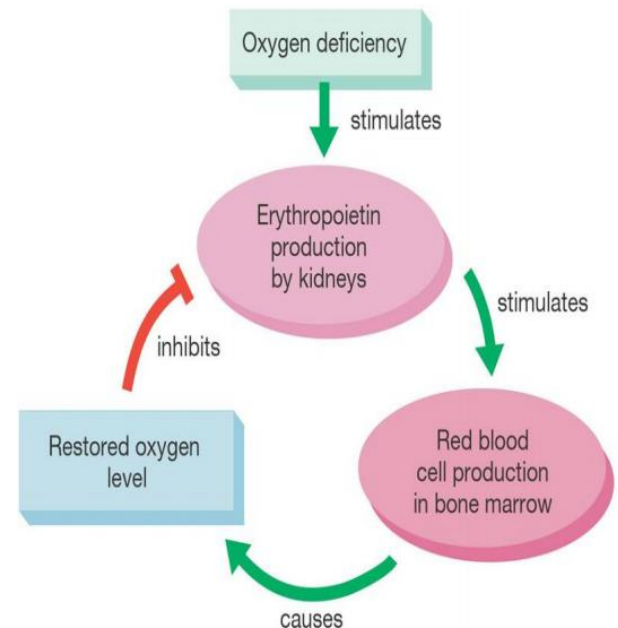 Oxygen deficiency
stimulates
Erythropoietin
production
by kidneys
stimulates
Red blood
cell production
in bone marrow
causes
Restored oxygen
level
inhibits